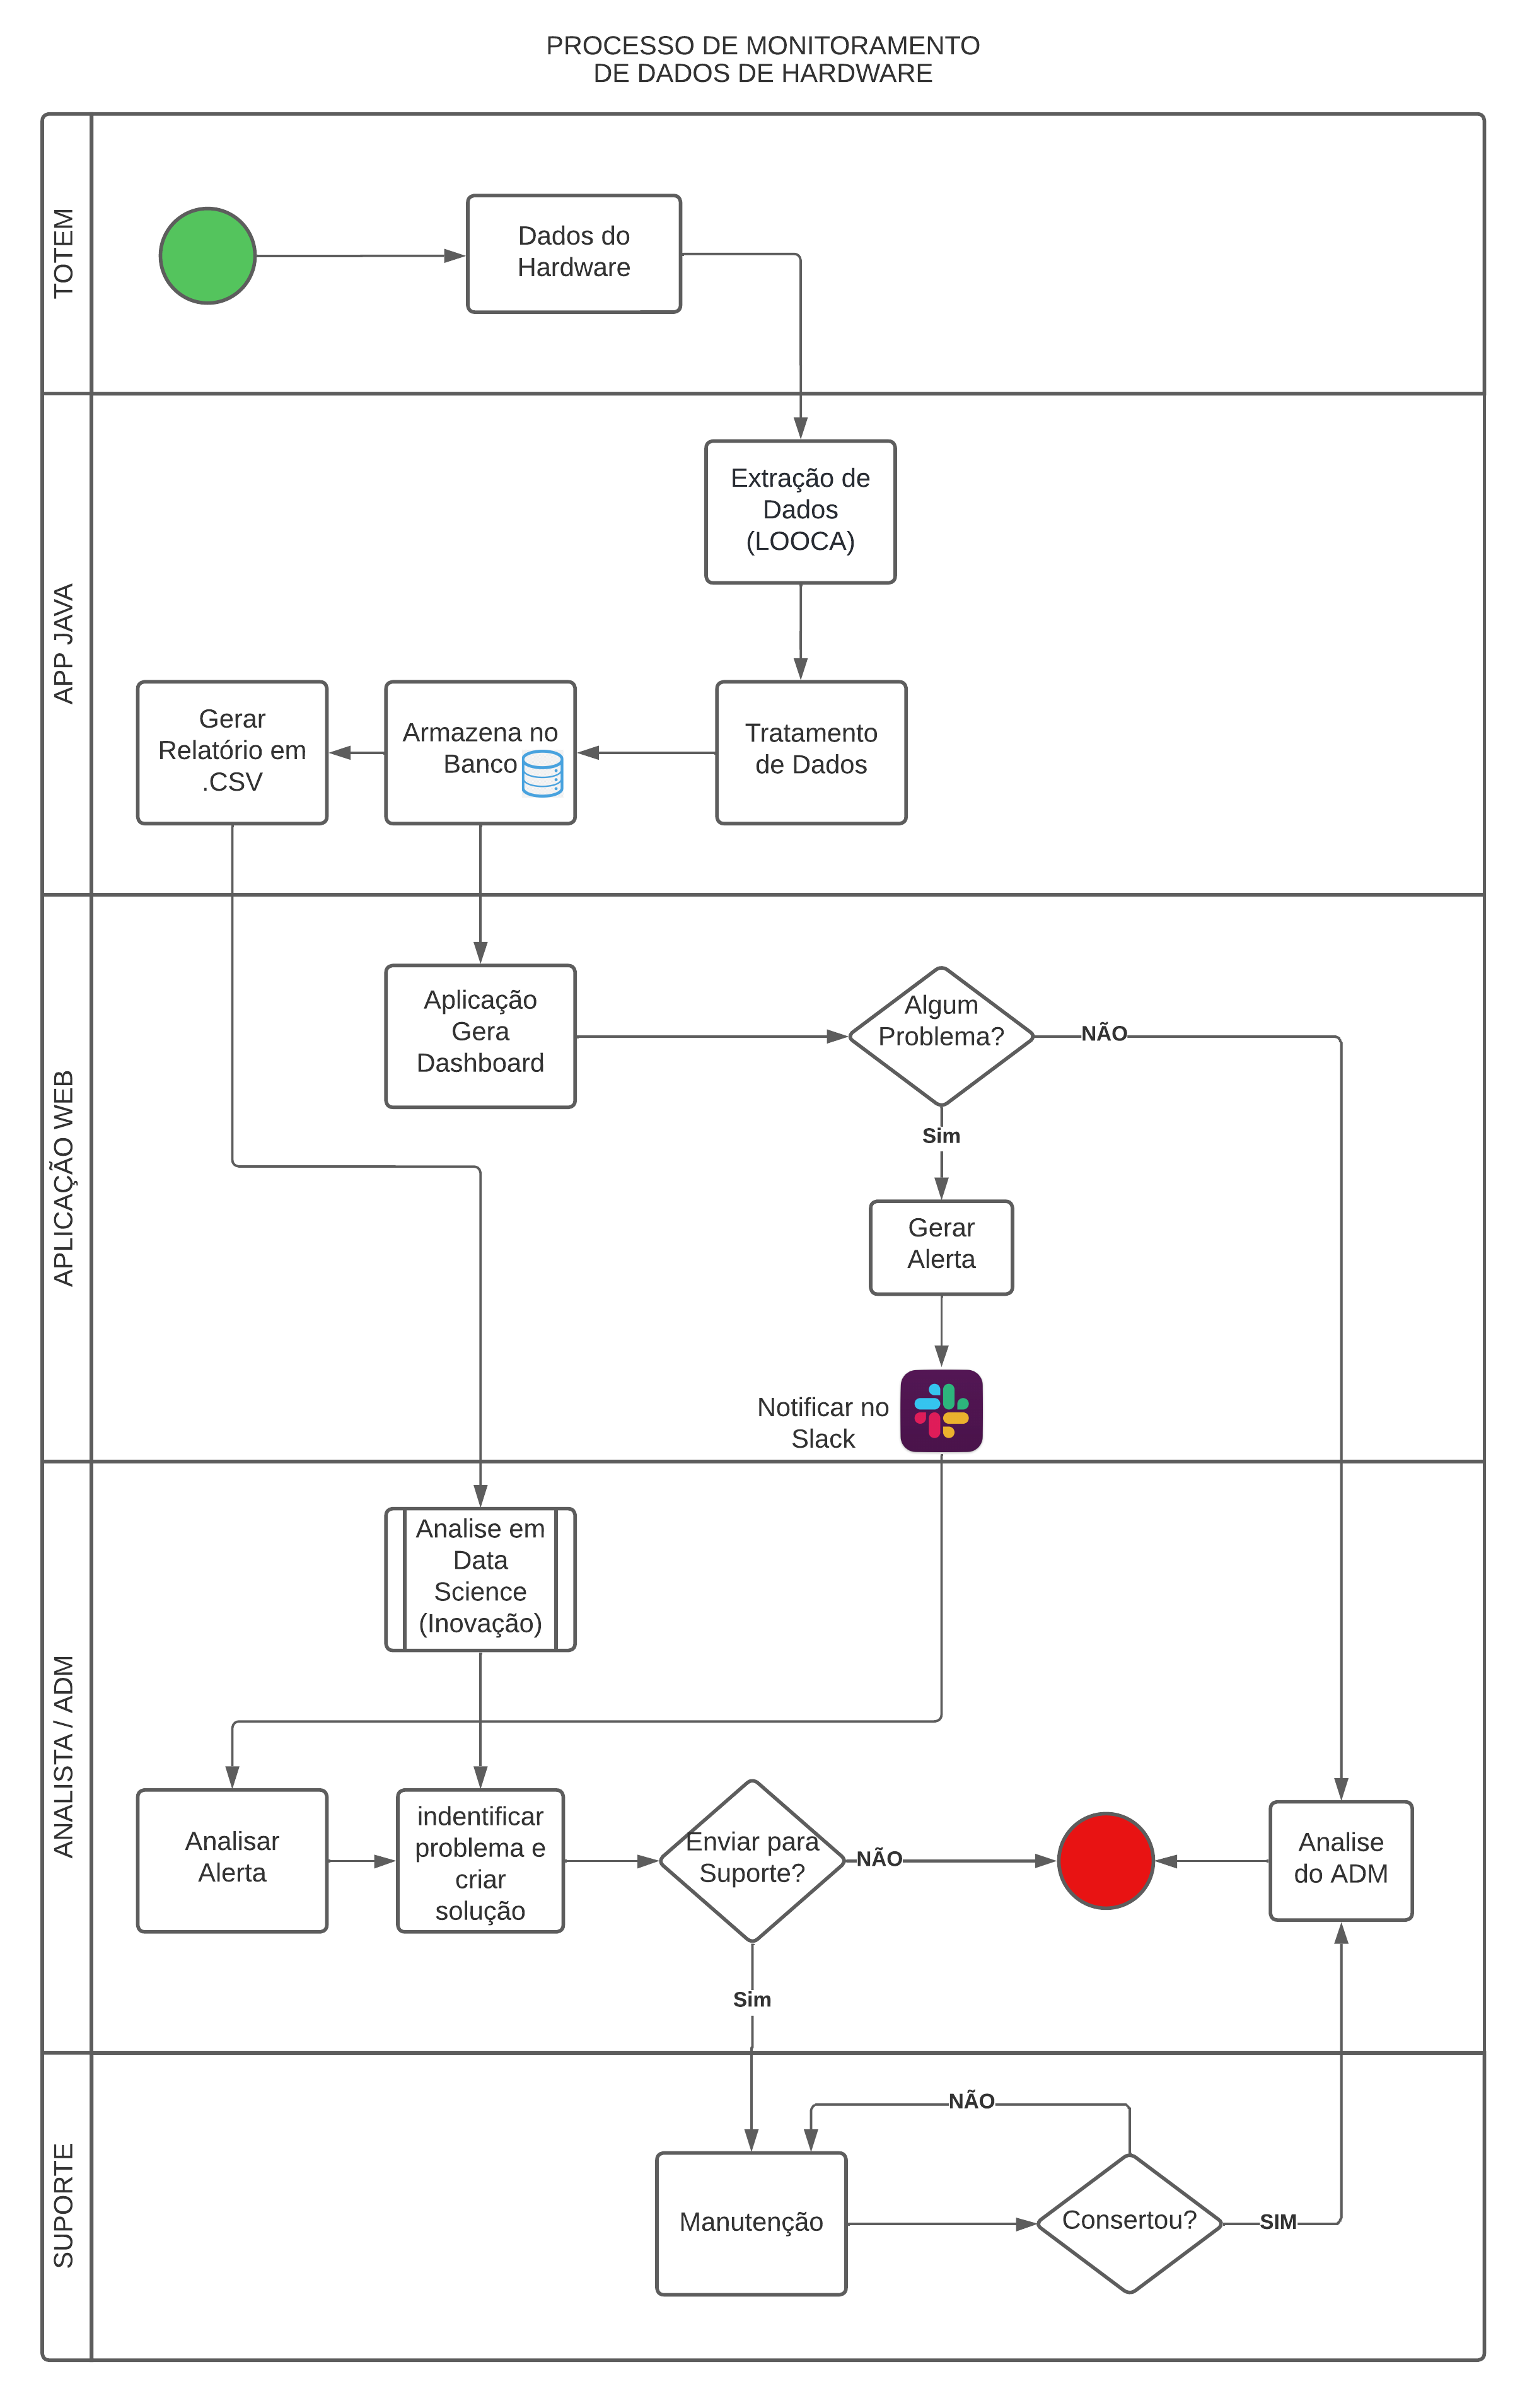 PROCESSO DE MONITORAMENTO
DE DADOS DE HARDWARE
TOTEM
Dados do
Hardware
APP JAVA
Extração de
Dados
(LOOCA)
Gerar
Relatório em
.CSV
Armazena no
Banco
Tratamento
de Dados
APLICAÇÃO WEB
Aplicação
Gera
Dashboard
Algum
Problema?
NÃO
Sim
Gerar
Alerta
Notificar no
Slack
ANALISTA / ADM
Analise em
Data
Science
(Inovação)
Analisar
Alerta
indentificar
problema e
criar
solução
Enviar para
Suporte?
NÃO
Analise
do ADM
Sim
SUPORTE
NÃO
Manutenção
Consertou?
SIM